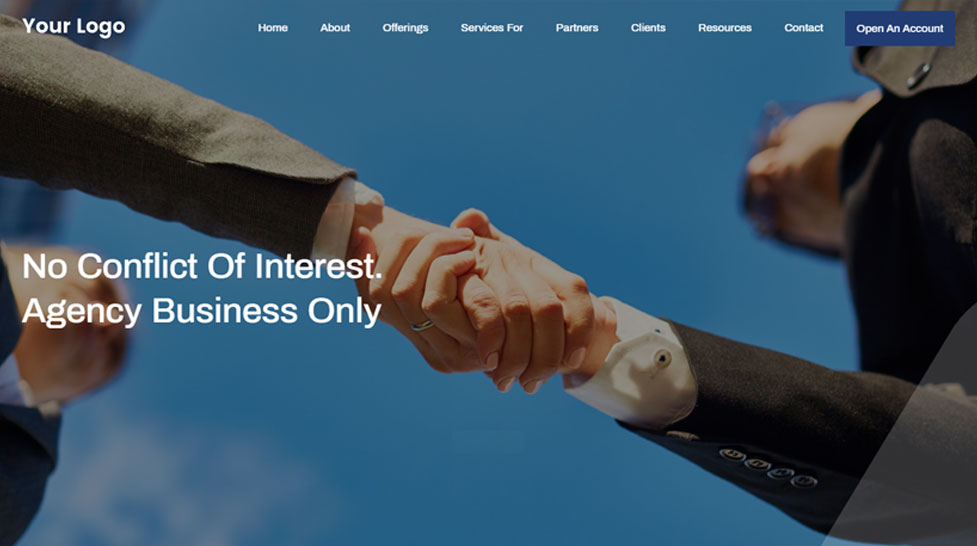 Your Logo
Home About Offerings Services For Partners Clients Resources Contact Open An Account
No Conflict Of Interest.
Agency Business Only